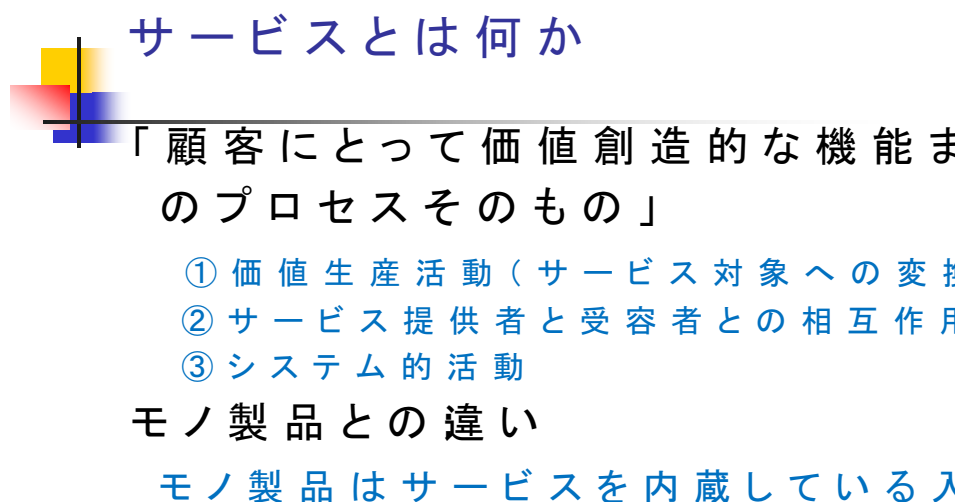 サービスとは何か
「顧客にとって価値創造的な機能ま
のプロセスそのもの」
①価値生産活動(サービス対象への変換
②サービス提供者と受容者との相互作用
③システム的活動
モノ製品との違い
モノ製品はサービスを内蔵している入